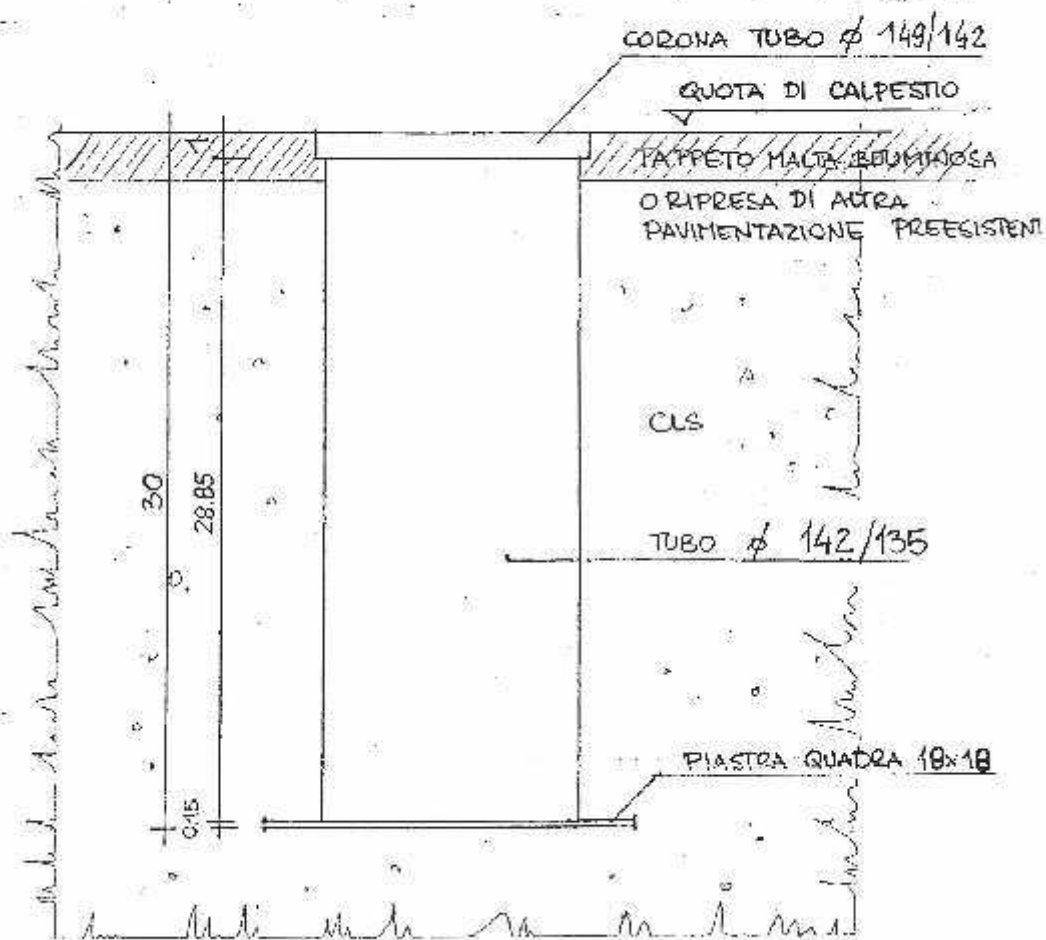 CORONA TUBO ϕ 149/142
QUOTA DI CALPESTIO
TAPPETO MALTA BITUMINOSA
O RIPRESA DI ALTRA
PAVIMENTAZIONE PREESISTENT
CLS
30
28.85
TUBO ϕ 142/135
PIASTRA QUADRA 18x18
0.15